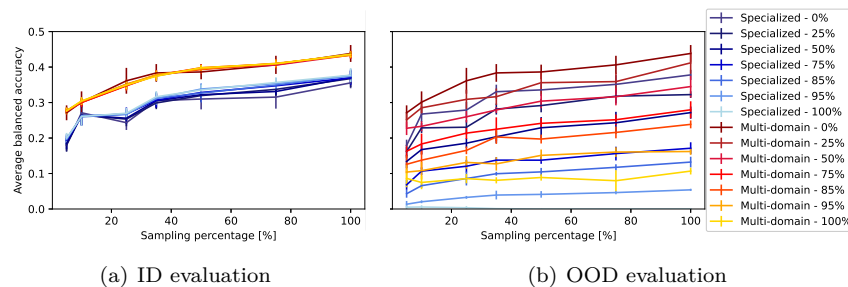 Average balanced accuracy
0.5
0.4
0.3
0.2
0.1
0.0
20
40
60
80
100
Sampling percentage [%]
(a) ID evaluation
20
40
60
80
100
Sampling percentage [%]
(b) OOD evaluation
Specialized - 0%
Specialized - 25%
Specialized - 50%
Specialized - 75%
Specialized - 85%
Specialized - 95%
Specialized - 100%
Multi-domain - 0%
Multi-domain - 25%
Multi-domain - 50%
Multi-domain - 75%
Multi-domain - 85%
Multi-domain - 95%
Multi-domain - 100%